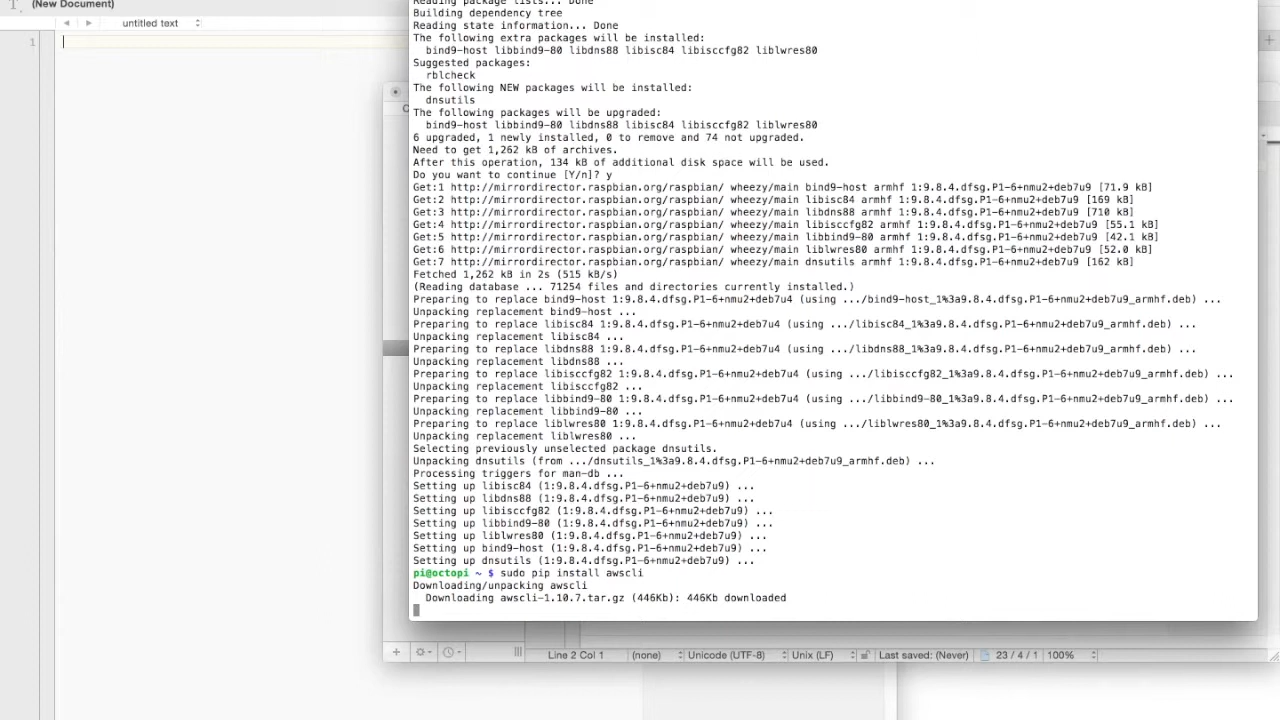 (New Document)
untitled text
1
Reading package lists... Done
Building dependency tree
Reading state information... Done
The following extra packages will be installed:
  bind9-host libbind9-80 libdns88 libisc84 libisccfg82 liblwres80
Suggested packages:
  rblcheck
The following NEW packages will be installed:
  dnsutils
The following packages will be upgraded:
  bind9-host libbind9-80 libdns88 libisc84 libisccfg82 liblwres80
6 upgraded, 1 newly installed, 0 to remove and 74 not upgraded.
Need to get 1,262 kB of archives.
After this operation, 134 kB of additional disk space will be used.
Do you want to continue [Y/n]? y
Get:1 http://mirrordirector.raspbian.org/raspbian/ wheezy/main bind9-host armhf 1:9.8.4.dfsg.P1-6+nmu2+deb7u9 [71.9 kB]
Get:2 http://mirrordirector.raspbian.org/raspbian/ wheezy/main libisc84 armhf 1:9.8.4.dfsg.P1-6+nmu2+deb7u9 [169 kB]
Get:3 http://mirrordirector.raspbian.org/raspbian/ wheezy/main libdns88 armhf 1:9.8.4.dfsg.P1-6+nmu2+deb7u9 [710 kB]
Get:4 http://mirrordirector.raspbian.org/raspbian/ wheezy/main libisccfg82 armhf 1:9.8.4.dfsg.P1-6+nmu2+deb7u9 [55.1 kB]
Get:5 http://mirrordirector.raspbian.org/raspbian/ wheezy/main libbind9-80 armhf 1:9.8.4.dfsg.P1-6+nmu2+deb7u9 [42.1 kB]
Get:6 http://mirrordirector.raspbian.org/raspbian/ wheezy/main liblwres80 armhf 1:9.8.4.dfsg.P1-6+nmu2+deb7u9 [52.0 kB]
Get:7 http://mirrordirector.raspbian.org/raspbian/ wheezy/main dnsutils armhf 1:9.8.4.dfsg.P1-6+nmu2+deb7u9 [162 kB]
Fetched 1,262 kB in 2s (515 kB/s)
(Reading database ... 71254 files and directories currently installed.)
Preparing to replace bind9-host 1:9.8.4.dfsg.P1-6+nmu2+deb7u4 (using .../bind9-host_1%3a9.8.4.dfsg.P1-6+nmu2+deb7u9_armhf.deb) ...
Unpacking replacement bind9-host ...
Preparing to replace libisc84 1:9.8.4.dfsg.P1-6+nmu2+deb7u4 (using .../libisc84_1%3a9.8.4.dfsg.P1-6+nmu2+deb7u9_armhf.deb) ...
Unpacking replacement libisc84 ...
Preparing to replace libdns88 1:9.8.4.dfsg.P1-6+nmu2+deb7u4 (using .../libdns88_1%3a9.8.4.dfsg.P1-6+nmu2+deb7u9_armhf.deb) ...
Unpacking replacement libdns88 ...
Preparing to replace libisccfg82 1:9.8.4.dfsg.P1-6+nmu2+deb7u4 (using .../libisccfg82_1%3a9.8.4.dfsg.P1-6+nmu2+deb7u9_armhf.deb) ...
Unpacking replacement libisccfg82 ...
Preparing to replace libbind9-80 1:9.8.4.dfsg.P1-6+nmu2+deb7u4 (using .../libbind9-80_1%3a9.8.4.dfsg.P1-6+nmu2+deb7u9_armhf.deb) ...
Unpacking replacement libbind9-80 ...
Preparing to replace liblwres80 1:9.8.4.dfsg.P1-6+nmu2+deb7u4 (using .../liblwres80_1%3a9.8.4.dfsg.P1-6+nmu2+deb7u9_armhf.deb) ...
Unpacking replacement liblwres80 ...
Selecting previously unselected package dnsutils.
Unpacking dnsutils (from .../dnsutils_1%3a9.8.4.dfsg.P1-6+nmu2+deb7u9_armhf.deb) ...
Processing triggers for man-db ...
Setting up libisc84 (1:9.8.4.dfsg.P1-6+nmu2+deb7u9) ...
Setting up libdns88 (1:9.8.4.dfsg.P1-6+nmu2+deb7u9) ...
Setting up libisccfg82 (1:9.8.4.dfsg.P1-6+nmu2+deb7u9) ...
Setting up libbind9-80 (1:9.8.4.dfsg.P1-6+nmu2+deb7u9) ...
Setting up liblwres80 (1:9.8.4.dfsg.P1-6+nmu2+deb7u9) ...
Setting up bind9-host (1:9.8.4.dfsg.P1-6+nmu2+deb7u9) ...
Setting up dnsutils (1:9.8.4.dfsg.P1-6+nmu2+deb7u9) ...
pi@octopi ~ $ sudo pip install awscli
Downloading/unpacking awscli
  Downloading awscli-1.10.7.tar.gz (446Kb): 446Kb downloaded
Line 2 Col 1 (none) Unicode (UTF-8) Unix (LF) Last saved: (Never) 23 / 4 / 1 100%